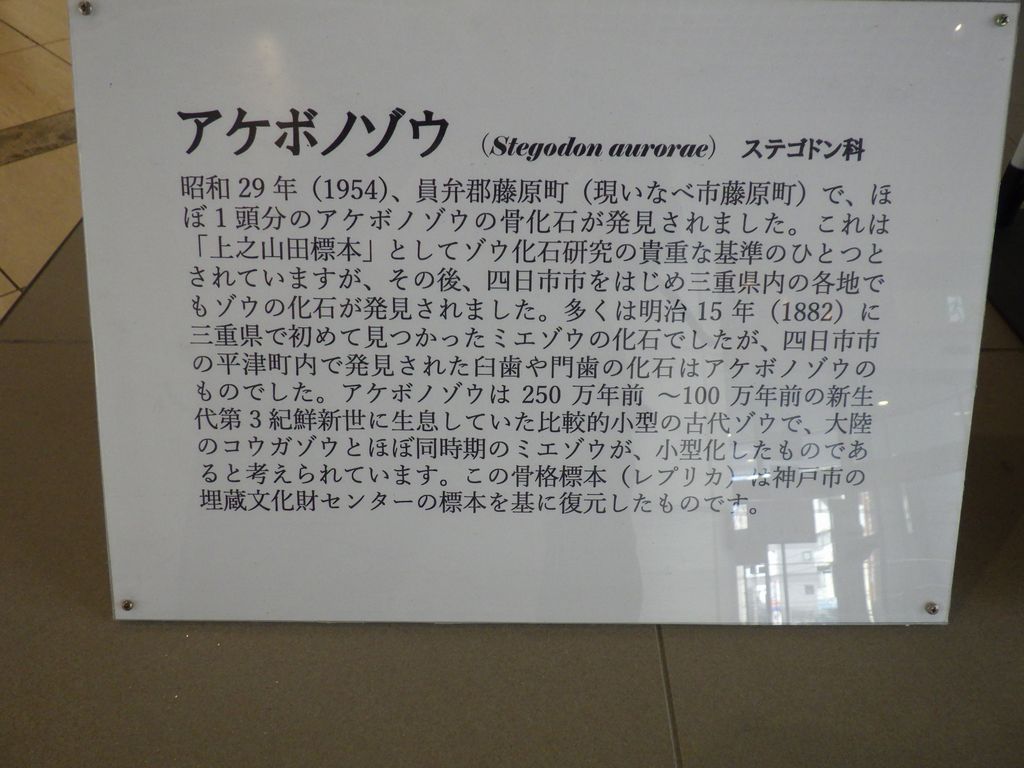 アケボノゾウ （Stegodon aurorae） ステゴドン科
昭和 29 年（1954）、員弁郡藤原町（現いなべ市藤原町）で、ほ
ぼ 1 頭分のアケボノゾウの骨化石が発見されました。これは
「上之山田標本」としてゾウ化石研究の貴重な基準のひとつと
されていますが、その後、四日市市をはじめ三重県内の各地で
もゾウの化石が発見されました。多くは明治 15 年（1882）に
三重県で初めて見つかったミエゾウの化石でしたが、四日市市
の平津町内で発見された臼歯や門歯の化石はアケボノゾウの
ものでした。アケボノゾウは 250 万年前 ～100 万年前の新生
代第 3 紀鮮新世に生息していた比較的小型の古代ゾウで、大陸
のコウガゾウとほぼ同時期のミエゾウが、小型化したものであ
ると考えられています。この骨格標本（レプリカ）は神戸市の
埋蔵文化財センターの標本を基に復元したものです。